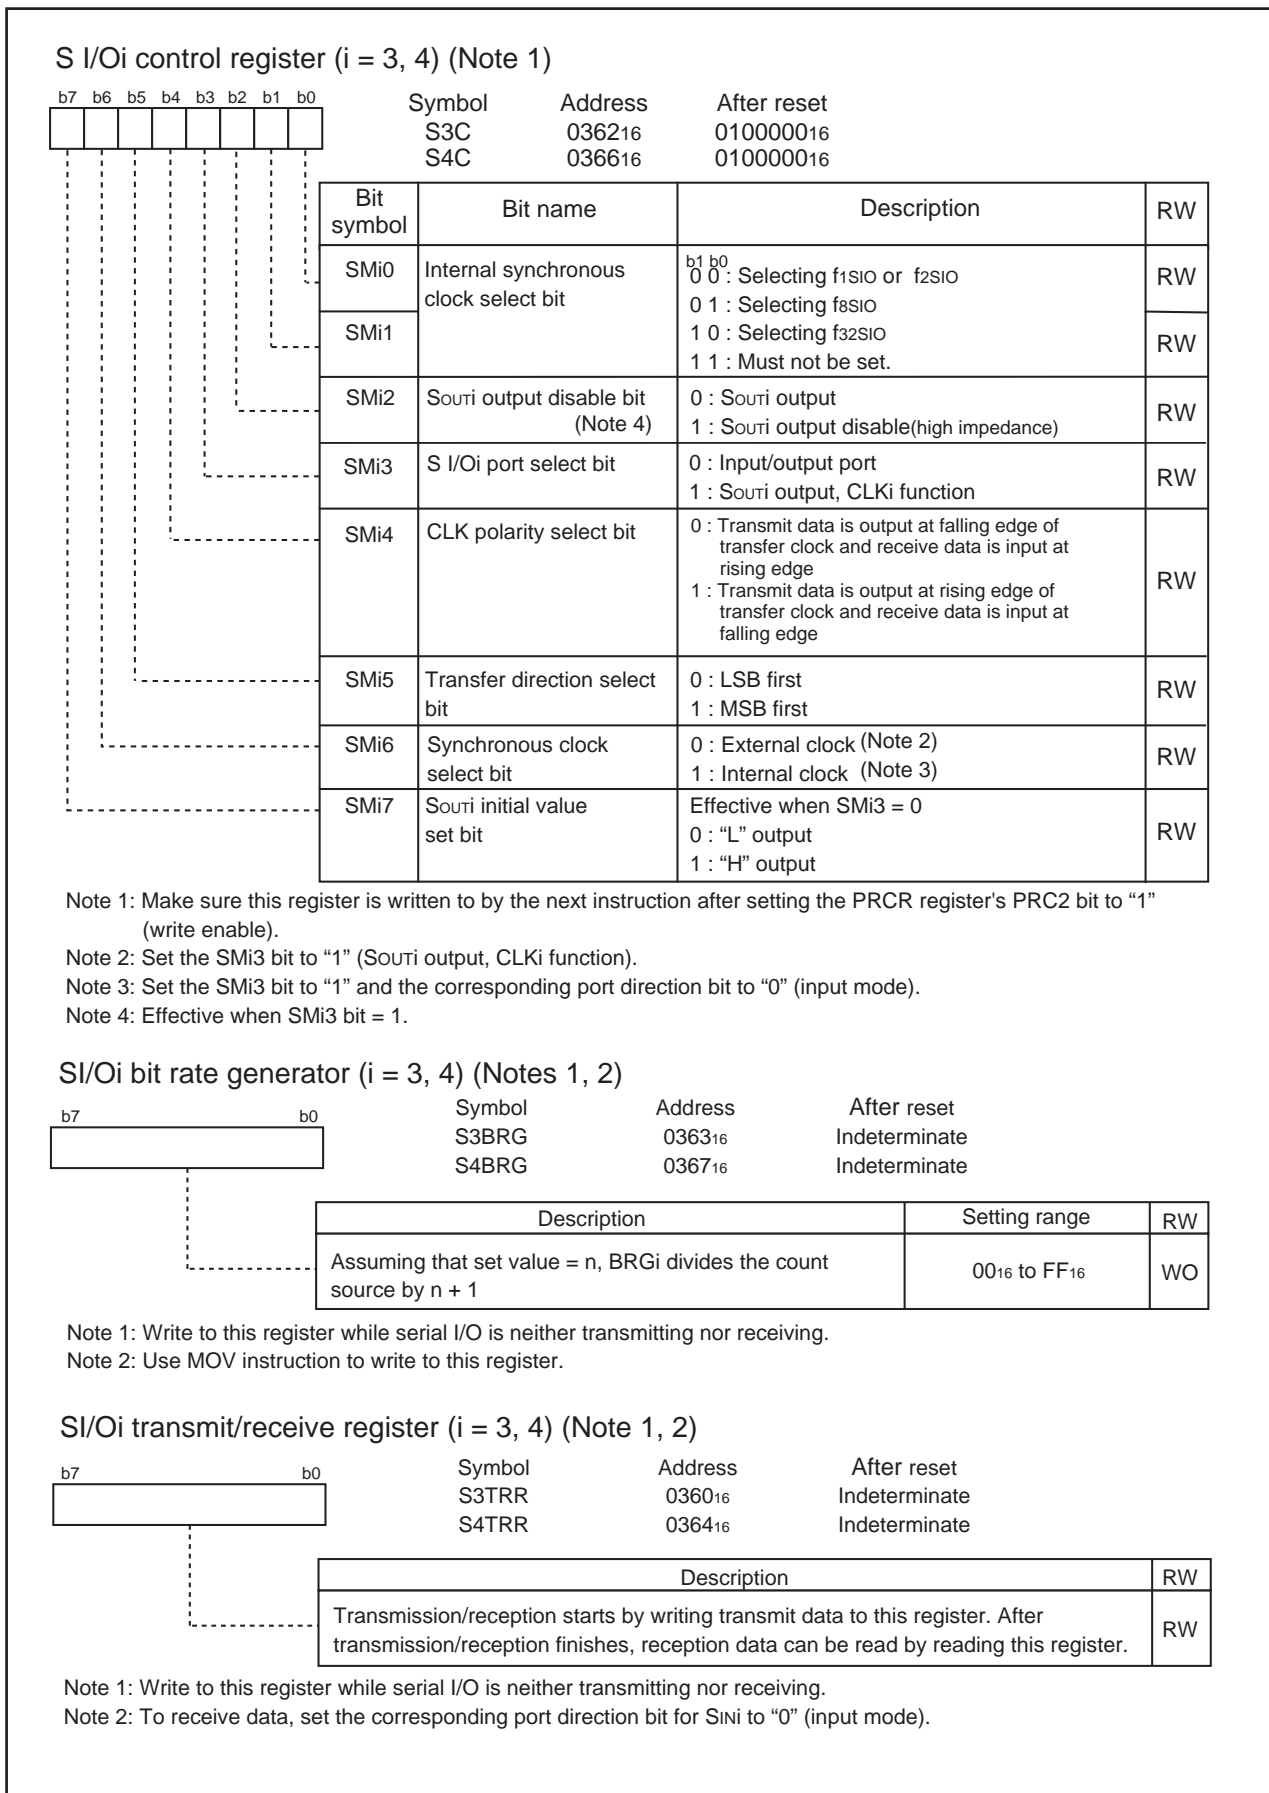 S I/Oi control register (i = 3, 4) (Note 1)
b7 b6 b5 b4 b3 b2 b1 b0
Symbol Address After reset
S3C 036216 010000016
S4C 036616 010000016
Bit symbol Bit name Description RW
SMi0 Internal synchronous clock select bit
b1 b0
0 0 : Selecting f1SIO or f2SIO RW
0 1 : Selecting f8SIO
SMi1 1 0 : Selecting f32SIO RW
1 1 : Must not be set.
SMi2 SOUTi output disable bit 0 : SOUTi output RW
(Note 4) 1 : SOUTi output disable(high impedance)
SMi3 S I/Oi port select bit 0 : Input/output port RW
1 : SOUTi output, CLKi function
SMi4 CLK polarity select bit 0 : Transmit data is output at falling edge of
transfer clock and receive data is input at
rising edge
1 : Transmit data is output at rising edge of RW
transfer clock and receive data is input at
falling edge
SMi5 Transfer direction select 0 : LSB first RW
bit 1 : MSB first
SMi6 Synchronous clock 0 : External clock (Note 2) RW
select bit 1 : Internal clock (Note 3)
SMi7 SOUTi initial value Effective when SMi3 = 0
set bit 0 : “L” output RW
1 : “H” output
Note 1: Make sure this register is written to by the next instruction after setting the PRCR register's PRC2 bit to “1”
(write enable).
Note 2: Set the SMi3 bit to “1” (SOUTi output, CLKi function).
Note 3: Set the SMi3 bit to “1” and the corresponding port direction bit to “0” (input mode).
Note 4: Effective when SMi3 bit = 1.
SI/Oi bit rate generator (i = 3, 4) (Notes 1, 2)
b7 b0
Symbol Address After reset
S3BRG 036316 Indeterminate
S4BRG 036716 Indeterminate
Description Setting range RW
Assuming that set value = n, BRGi divides the count
source by n + 1 0016 to FF16 WO
Note 1: Write to this register while serial I/O is neither transmitting nor receiving.
Note 2: Use MOV instruction to write to this register.
SI/Oi transmit/receive register (i = 3, 4) (Note 1, 2)
b7 b0
Symbol Address After reset
S3TRR 036016 Indeterminate
S4TRR 036416 Indeterminate
Description RW
Transmission/reception starts by writing transmit data to this register. After
transmission/reception finishes, reception data can be read by reading this register. RW
Note 1: Write to this register while serial I/O is neither transmitting nor receiving.
Note 2: To receive data, set the corresponding port direction bit for SINi to “0” (input mode).